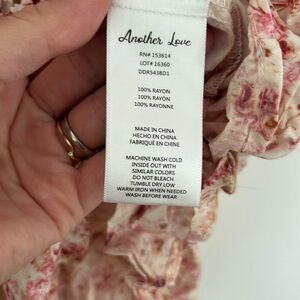 Another Love
RN# 153614
LOT# 16360
DDR543BD1
100% RAYON
100% RAYÓN
100% RAYONNE
MADE IN CHINA
HECHO EN CHINA
FABRIQUÉ EN CHINE
MACHINE WASH COLD
INSIDE OUT WITH
SIMILAR COLORS
DO NOT BLEACH
TUMBLE DRY LOW
WARM IRON WHEN NEEDED
WASH BEFORE WEAR